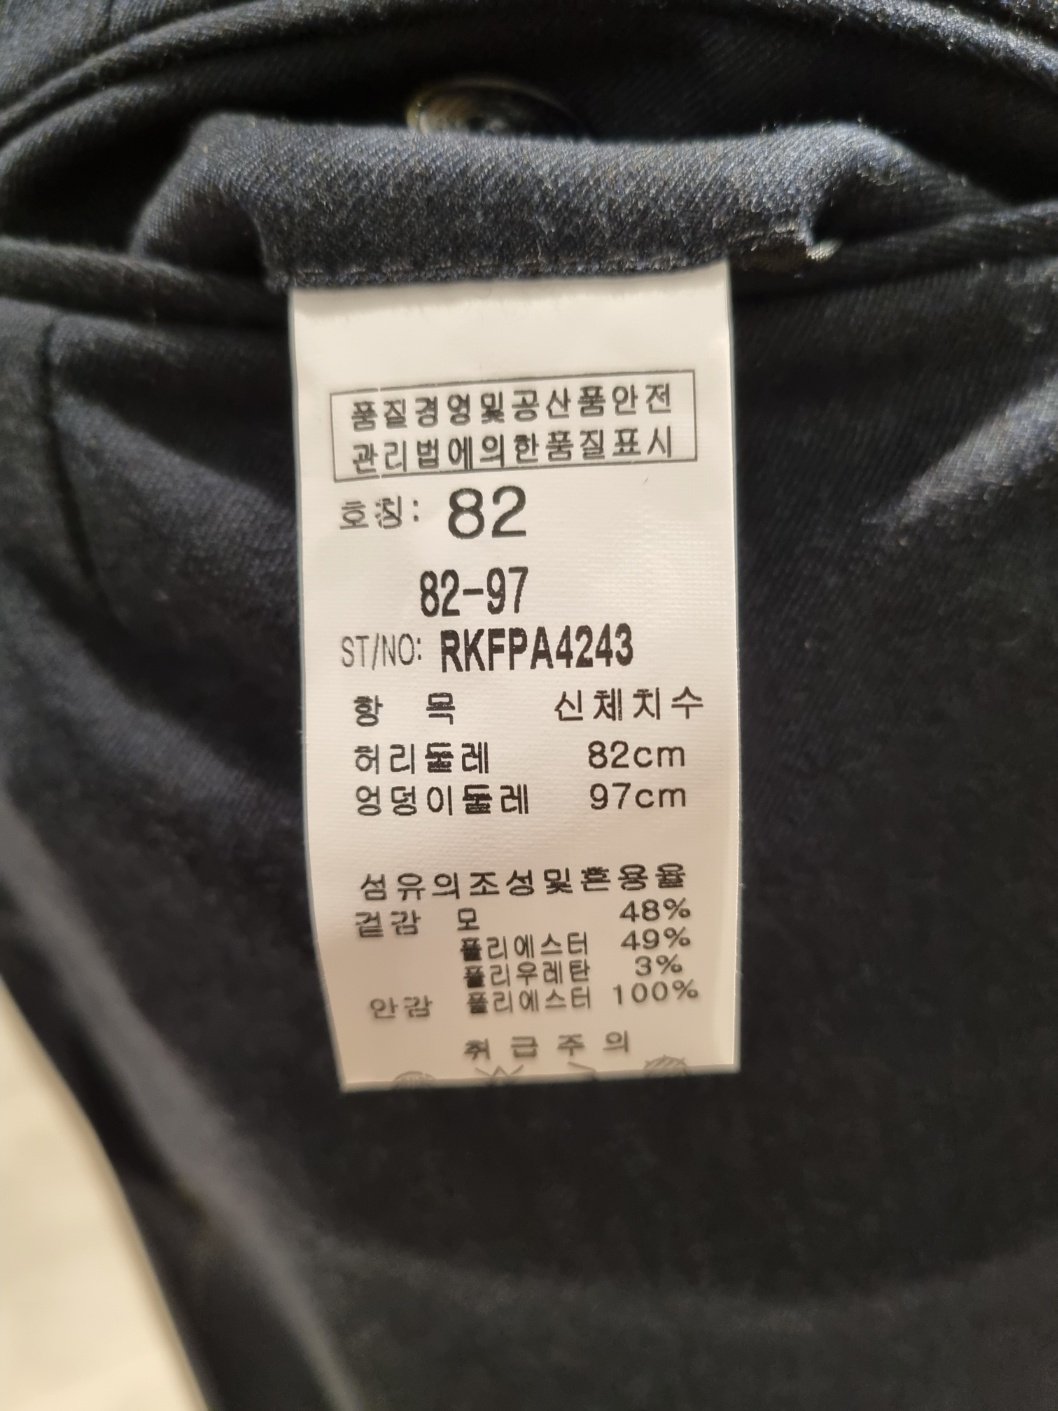 품질경영및공산품안전
관리법에의한품질표시
호칭: 82
82-97
ST/NO: RKFPA4243
항 목 신체치수
허리둘레 82cm
엉덩이둘레 97cm
섬유의조성및혼용율
겉감 모 48%
폴리에스터 49%
폴리우레탄 3%
안감 폴리에스터 100%
취급주의